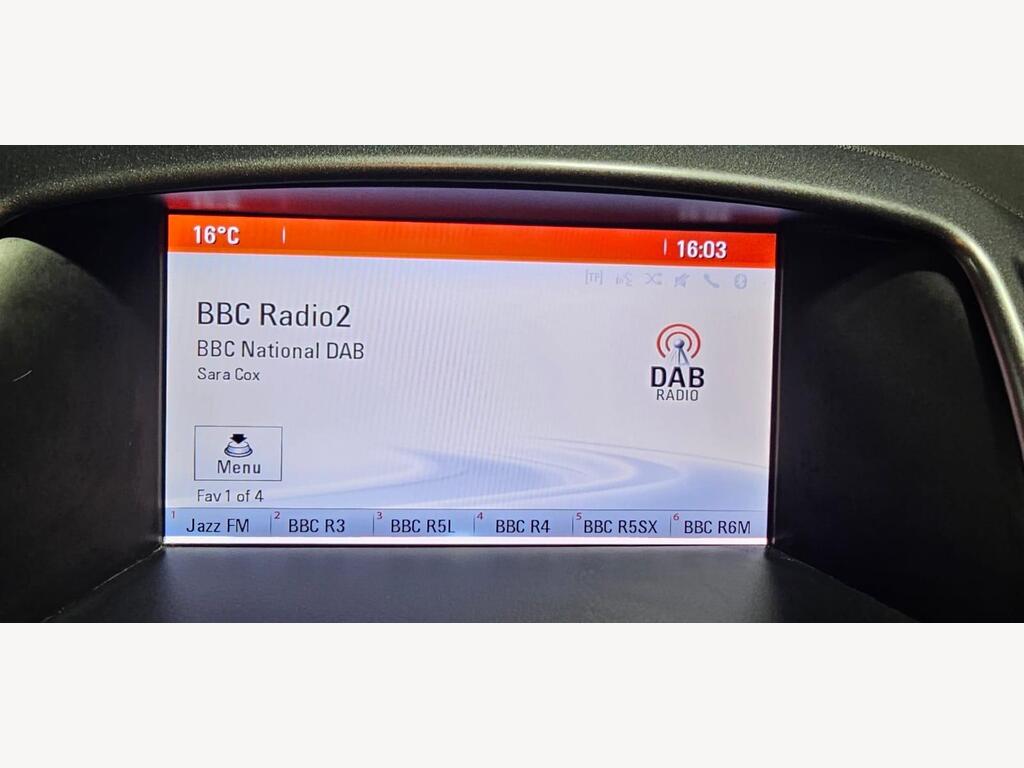 16°C 16:03
[TP]
BBC Radio2
BBC National DAB
Sara Cox
DAB
RADIO
Menu
Fav 1 of 4
1 Jazz FM 2 BBC R3 3 BBC R5L 4 BBC R4 5 BBC R5SX 6 BBC R6M